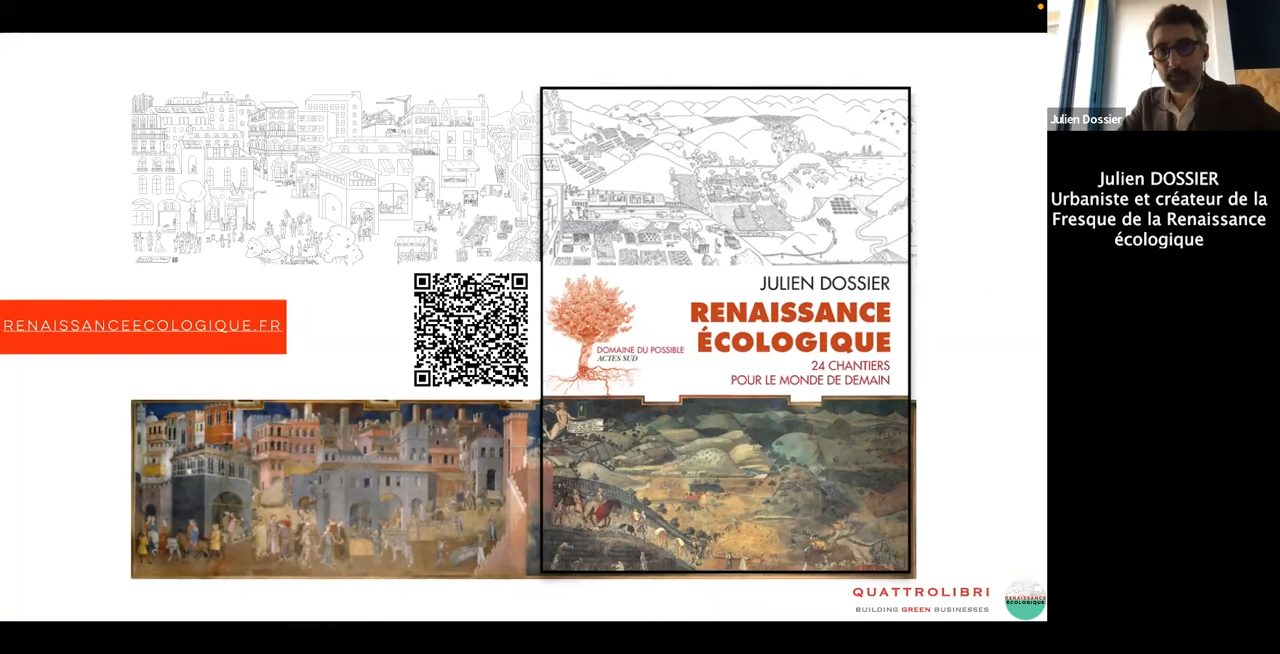 RENAISSANCEECOLOGIQUE.FR
JULIEN DOSSIER
RENAISSANCE
ÉCOLOGIQUE
24 CHANTIERS
POUR LE MONDE DE DEMAIN
DOMAINE DU POSSIBLE
ACTES SUD
QUATTROLIBRI
BUILDING GREEN BUSINESSES
RENAISSANCE
ÉCOLOGIQUE
Julien Dossier
Julien DOSSIER
Urbaniste et créateur de la
Fresque de la Renaissance
écologique